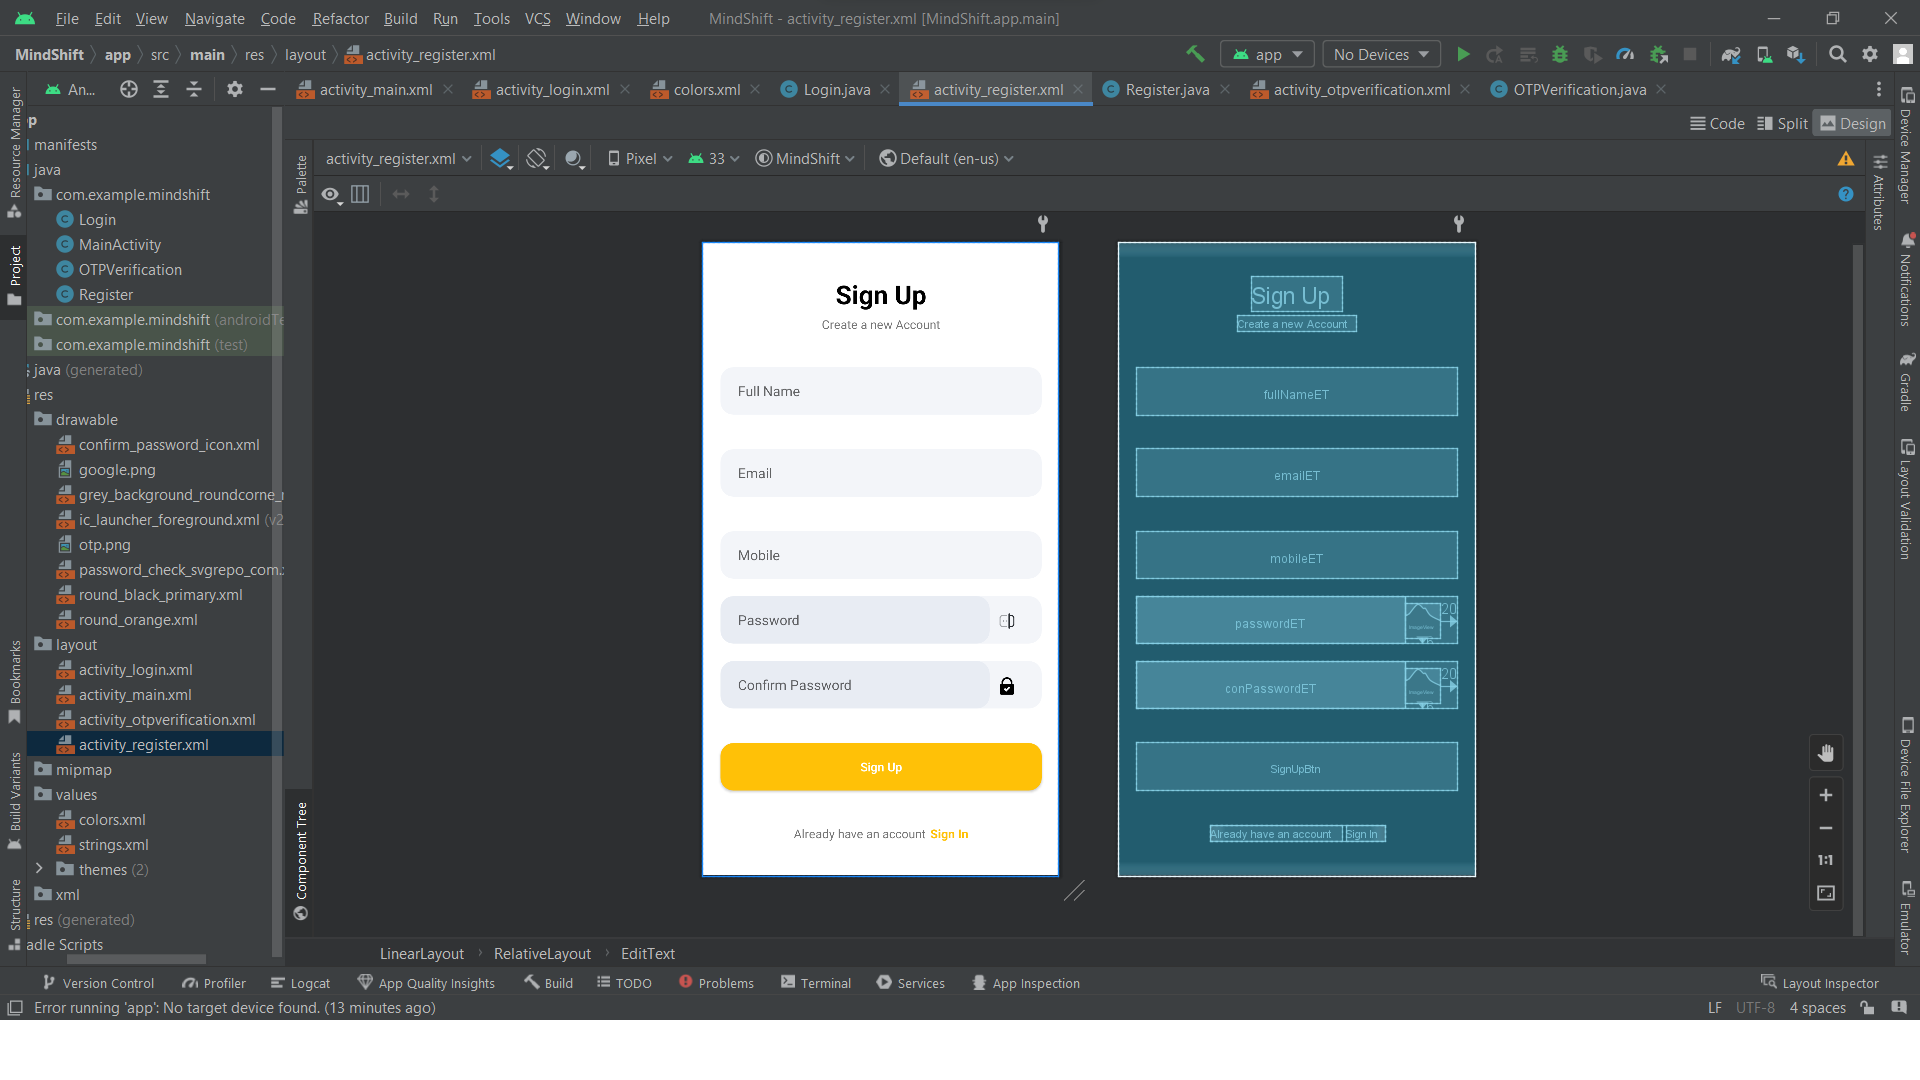 File Edit View Navigate Code Refactor Build Run Tools VCS Window Help MindShift - activity_register.xml [MindShift.app.main]
MindShift app src main res layout activity_register.xml
app No Devices
An...
activity_main.xml activity_login.xml colors.xml Login.java activity_register.xml Register.java activity_otpverification.xml OTPVerification.java
Code Split Design
activity_register.xml Pixel 33 MindShift Default (en-us)
Resource Manager
Project
Bookmarks
Build Variants
Structure
manifests
java
com.example.mindshift
Login
MainActivity
OTPVerification
Register
com.example.mindshift (androidTe
com.example.mindshift (test)
java (generated)
res
drawable
confirm_password_icon.xml
google.png
grey_background_roundcorne_
ic_launcher_foreground.xml (v2
otp.png
password_check_svgrepo_com.
round_black_primary.xml
round_orange.xml
layout
activity_login.xml
activity_main.xml
activity_otpverification.xml
activity_register.xml
mipmap
values
colors.xml
strings.xml
themes (2)
xml
res (generated)
adle Scripts
Palette
Component Tree
Sign Up
Create a new Account
Full Name
Email
Mobile
Password
Confirm Password
Sign Up
Already have an account Sign In
Sign Up
Create a new Account
fullNameET
emailET
mobileET
passwordET
20
conPasswordET
20
SignUpBtn
Already have an account Sign In
1:1
Attributes
Device Manager
Notifications
Gradle
Layout Validation
Device File Explorer
Emulator
LinearLayout RelativeLayout EditText
Version Control Profiler Logcat App Quality Insights Build TODO Problems Terminal Services App Inspection Layout Inspector
Error running 'app': No target device found. (13 minutes ago) LF UTF-8 4 spaces